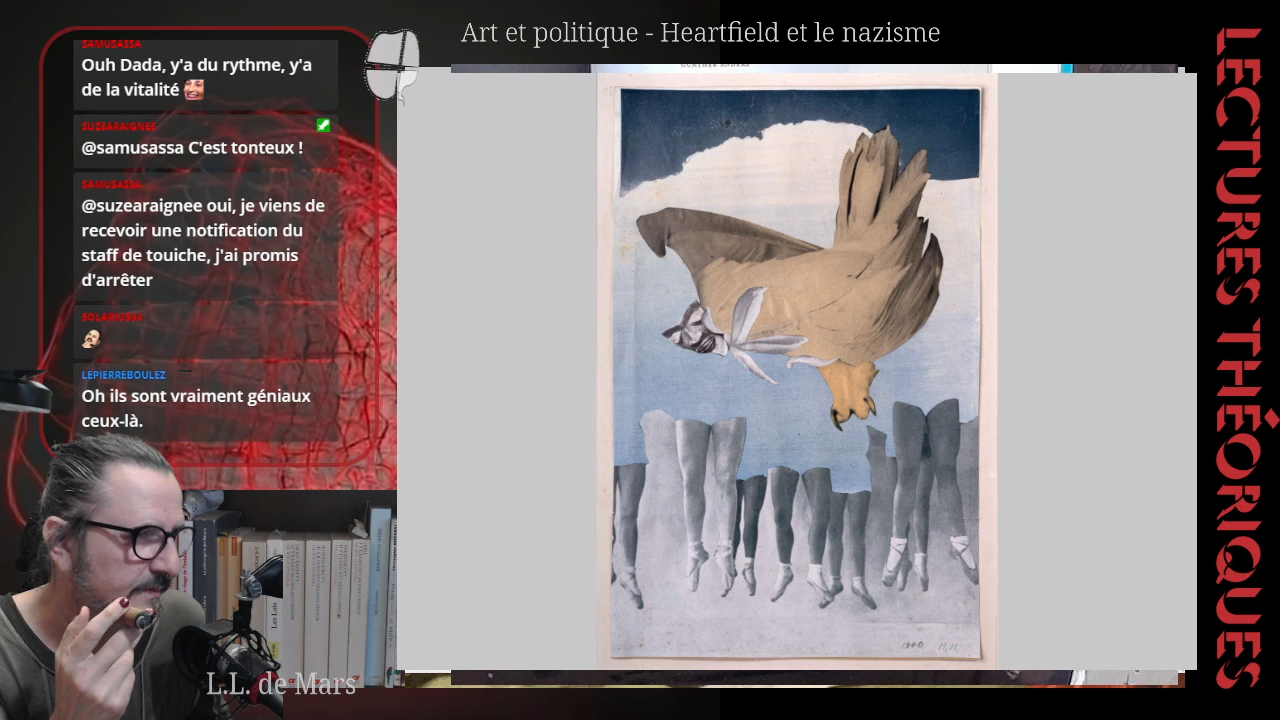 Art et politique - Heartfield et le nazisme
SAMUSASSA
Ouh Dada, y'a du rythme, y'a
de la vitalité
SUZEARAIGNEE
@samusassa C'est tonteux !
SAMUSASSA
@suzearaignee oui, je viens de
recevoir une notification du
staff de touiche, j'ai promis
d'arrêter
LEPIERREBOULEZ
Oh ils sont vraiment géniaux
ceux-là.
L.L. de Mars
LECTURES THÉORIQUES
1940 H.H.
Les Lois